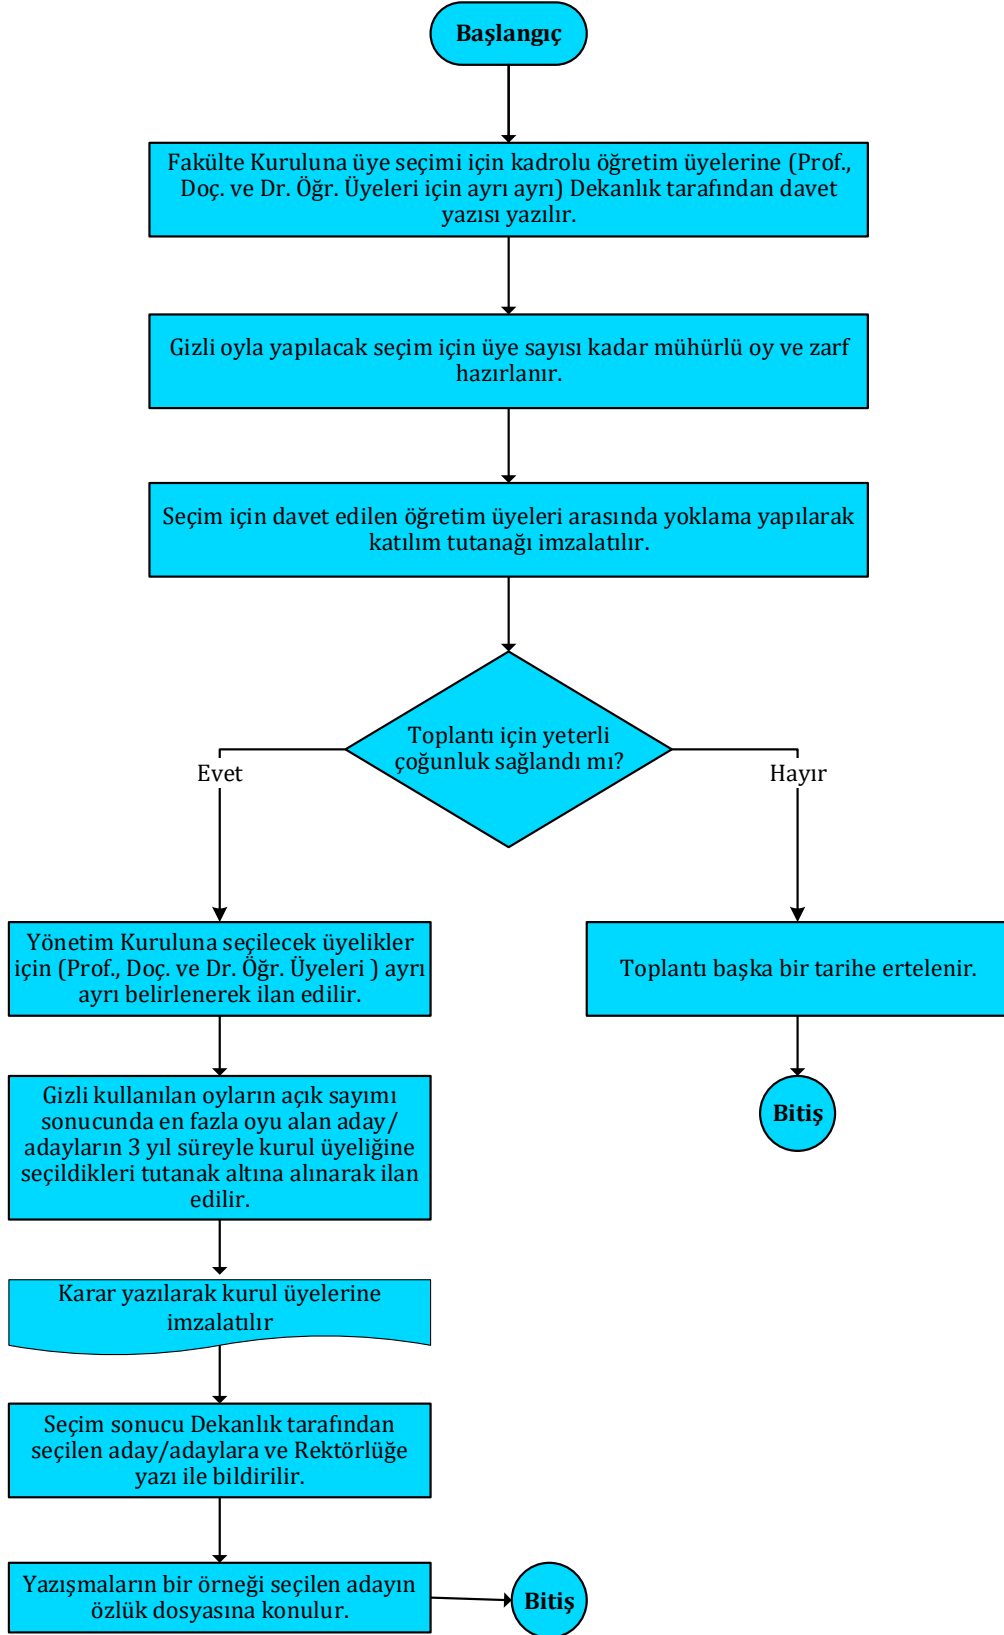 Başlangıç
Fakülte Kuruluna üye seçimi için kadrolu öğretim üyelerine (Prof.,
Doç. ve Dr. Öğr. Üyeleri için ayrı ayrı) Dekanlık tarafından davet
yazısı yazılır.
Gizli oyla yapılacak seçim için üye sayısı kadar mühürlü oy ve zarf
hazırlanır.
Seçim için davet edilen öğretim üyeleri arasında yoklama yapılarak
katılım tutanağı imzalatılır.
Toplantı için yeterli
çoğunluk sağlandı mı?
Evet
Hayır
Yönetim Kuruluna seçilecek üyelikler
için (Prof., Doç. ve Dr. Öğr. Üyeleri ) ayrı
ayrı belirlenerek ilan edilir.
Toplantı başka bir tarihe ertelenir.
Gizli kullanılan oyların açık sayımı
sonucunda en fazla oyu alan aday/
adayların 3 yıl süreyle kurul üyeliğine
seçildikleri tutanak altına alınarak ilan
edilir.
Bitiş
Karar yazılarak kurul üyelerine
imzalatılır
Seçim sonucu Dekanlık tarafından
seçilen aday/adaylara ve Rektörlüğe
yazı ile bildirilir.
Yazışmaların bir örneği seçilen adayın
özlük dosyasına konulur.
Bitiş